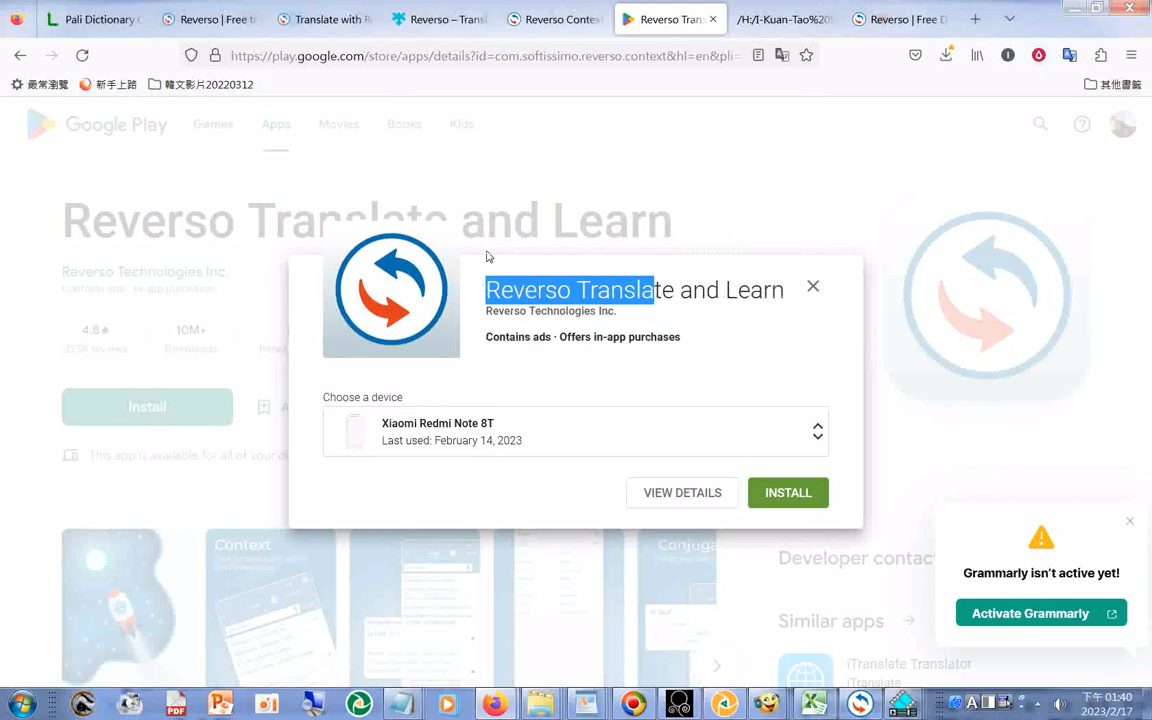 Pali Dictionary
Reverso | Free tr
Translate with R
Reverso – Transl
Reverso Contex
Reverso Tran
/H:/I-Kuan-Tao%20
Reverso | Free D
https://play.google.com/store/apps/details?id=com.softissimo.reverso.context&hl=en&pli=
最常瀏覽
新手上路
韓文影片20220312
其他書籤
Google Play
Games
Apps
Movies
Books
Kids
Reverso Translate and Learn
Reverso Technologies Inc.
Contains ads · In-app purchases
4.8★
10M+
225K reviews
Downloads
Install
This app is available for all of your d
Reverso Translate and Learn
Reverso Technologies Inc.
Contains ads · Offers in-app purchases
Choose a device
Xiaomi Redmi Note 8T
Last used: February 14, 2023
VIEW DETAILS
INSTALL
Context
Conjuga
Developer contac
Similar apps
iTranslate Translator
iTranslate
Grammarly isn't active yet!
Activate Grammarly
PDF
A
下午 01:40
2023/2/17